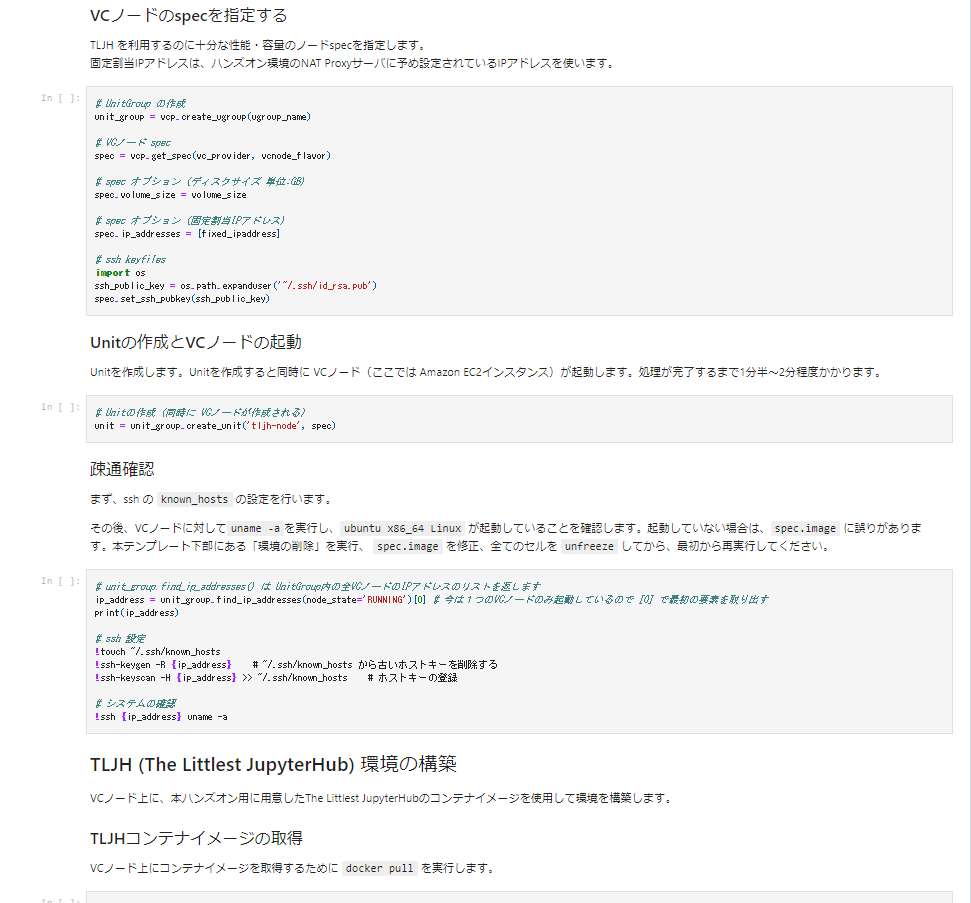 VCノードのspecを指定する
TLJH を利用するのに十分な性能・容量のノードspecを指定します。
固定割当IPアドレスは、ハンズオン環境のNAT Proxyサーバに予め設定されているIPアドレスを使います。
In [ ]:
# UnitGroup の作成
unit_group = vcp.create_ugroup(ugroup_name)
# VCノード spec
spec = vcp.get_spec(vc_provider, vcnode_flavor)
# spec オプション (ディスクサイズ 単位:GB)
spec.volume_size = volume_size
# spec オプション (固定割当IPアドレス)
spec.ip_addresses = [fixed_ipaddress]
# ssh keyfiles
import os
ssh_public_key = os.path.expanduser('~/.ssh/id_rsa.pub')
spec.set_ssh_pubkey(ssh_public_key)
Unitの作成とVCノードの起動
Unitを作成します。Unitを作成すると同時に VCノード（ここでは Amazon EC2インスタンス）が起動します。処理が完了するまで1分半～2分程度かかります。
In [ ]:
# Unitの作成（同時に VCノードが作成される）
unit = unit_group.create_unit('tljh-node', spec)
疎通確認
まず、ssh の known_hosts の設定を行います。
その後、VCノードに対して uname -a を実行し、 ubuntu x86_64 Linux が起動していることを確認します。起動していない場合は、 spec.image に誤りがありま
す。本テンプレート下部にある「環境の削除」を実行、 spec.image を修正、全てのセルを unfreeze してから、最初から再実行してください。
In [ ]:
# unit_group.find_ip_addresses() は UnitGroup内の全VCノードのIPアドレスのリストを返します
ip_address = unit_group.find_ip_addresses(node_state='RUNNING')[0] # 今は１つのVCノードのみ起動しているので [0] で最初の要素を取り出す
print(ip_address)
# ssh 設定
!touch ~/.ssh/known_hosts
!ssh-keygen -R {ip_address} # ~/.ssh/known_hosts から古いホストキーを削除する
!ssh-keyscan -H {ip_address} >> ~/.ssh/known_hosts # ホストキーの登録
# システムの確認
!ssh {ip_address} uname -a
TLJH (The Littlest JupyterHub) 環境の構築
VCノード上に、本ハンズオン用に用意したThe Littlest JupyterHubのコンテナイメージを使用して環境を構築します。
TLJHコンテナイメージの取得
VCノード上にコンテナイメージを取得するために docker pull を実行します。
In [ ]: